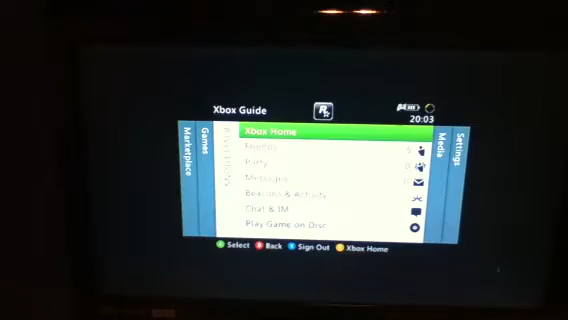 Xbox Guide
R
20:03
Marketplace
Games
Xbox Home
Friends
Party
Messages
Beacons & Activity
Chat & IM
Play Game on Disc
Media
Settings
A Select B Back X Sign Out Y Xbox Home